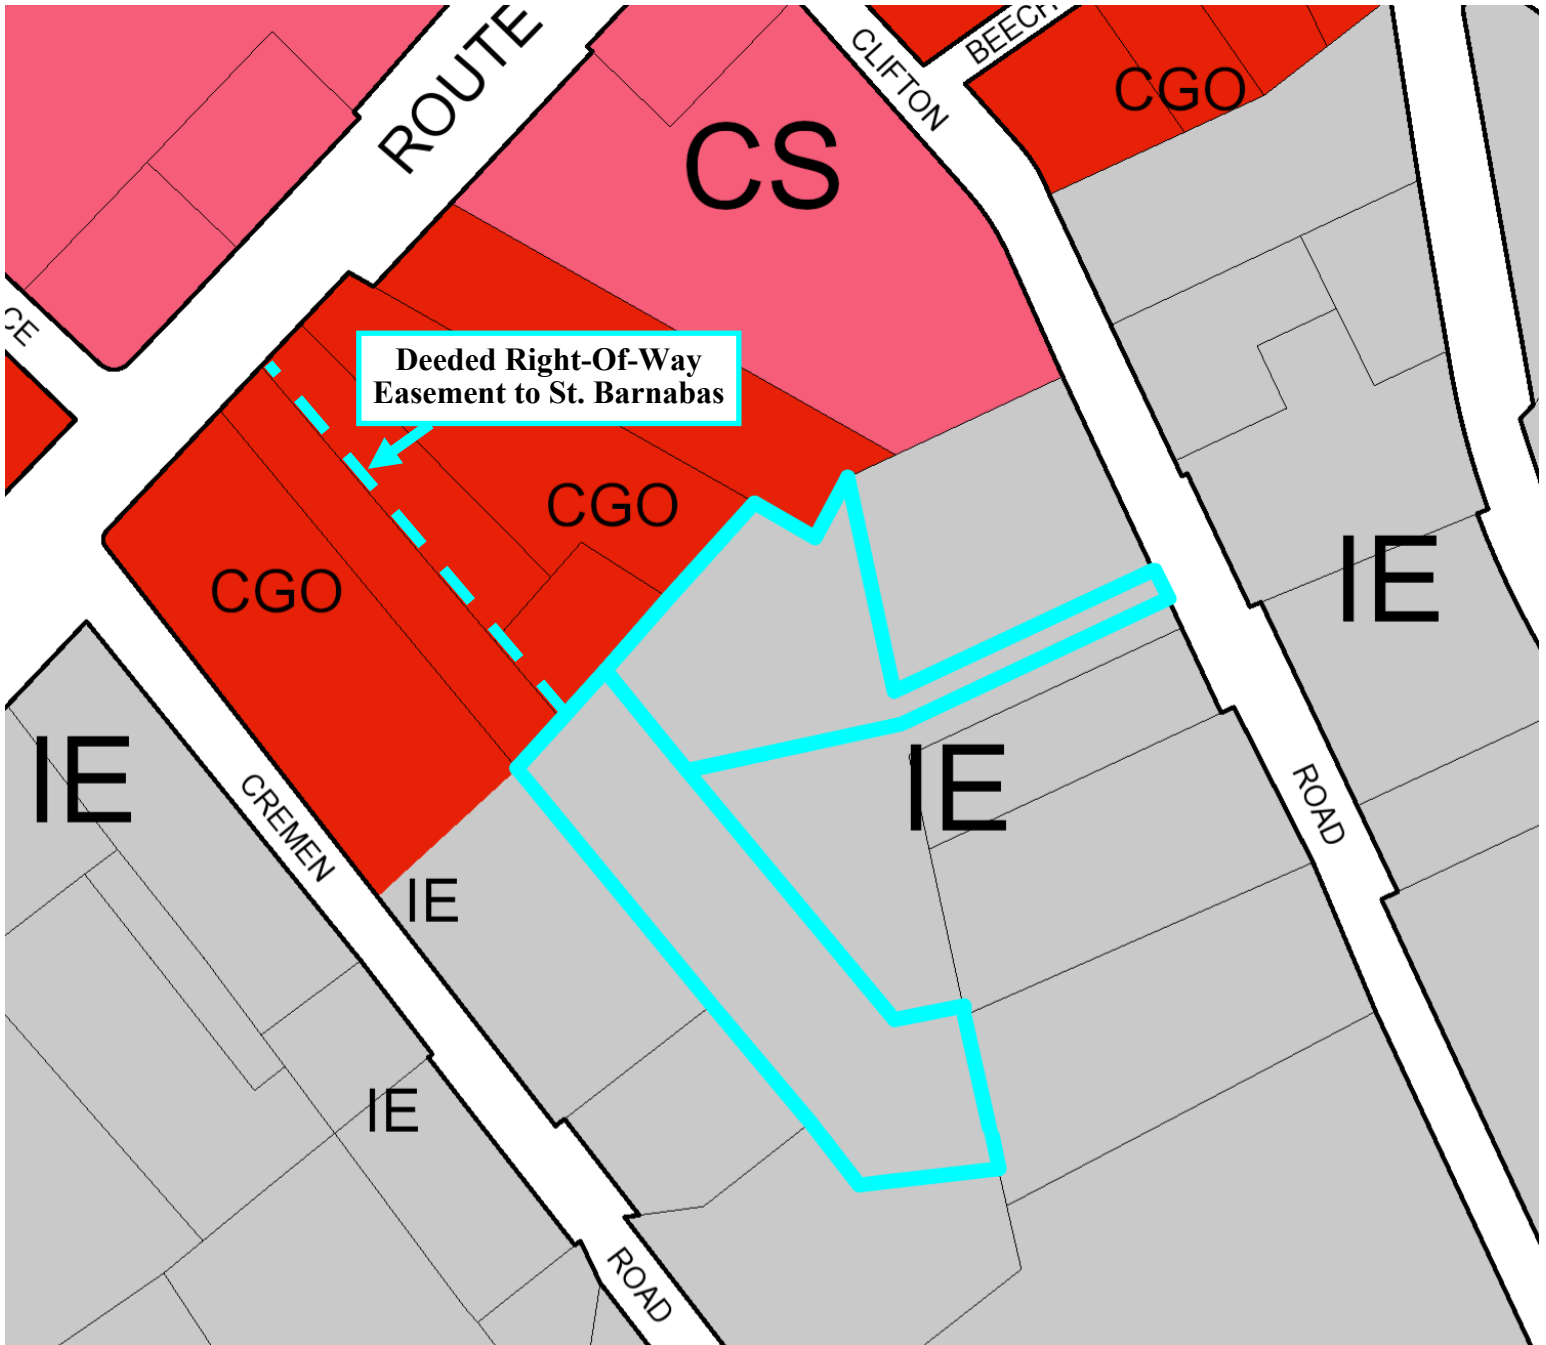 ROUTE
CLIFTON
BEECH
CGO
CS
CE
Deeded Right-Of-Way
Easement to St. Barnabas
CGO
CGO
IE
IE
IE
ROAD
CREMEN
IE
IE
ROAD